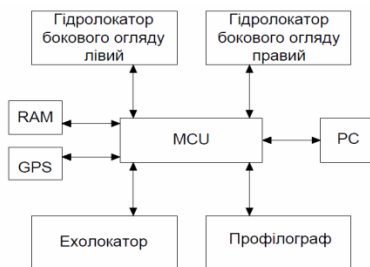 Гідролокатор
бокового огляду
лівий
Гідролокатор
бокового огляду
правий
RAM
GPS
MCU
PC
Ехолокатор
Профілограф